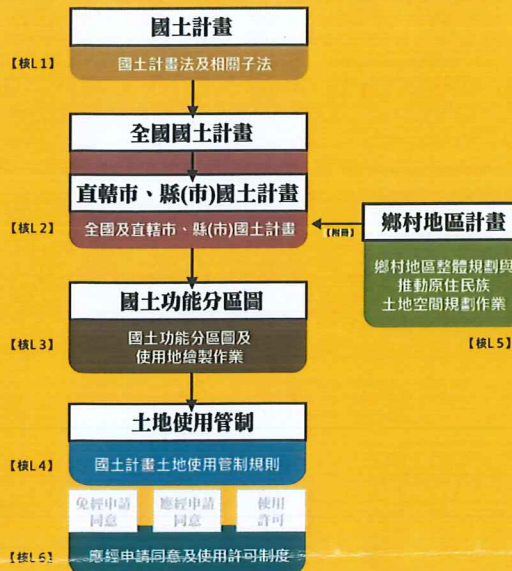 國土計畫
【核L1】
國土計畫法及相關子法
全國國土計畫
直轄市、縣(市)國土計畫
【核L2】
全國及直轄市、縣(市)國土計畫
【附冊】
鄉村地區計畫
鄉村地區整體規劃與
推動原住民族
土地空間規劃作業
【核L5】
國土功能分區圖
【核L3】
國土功能分區圖及
使用地繪製作業
土地使用管制
【核L4】
國土計畫土地使用管制規則
免經申請
同意
應經申請
同意
使用
許可
【核L6】
應經申請同意及使用許可制度